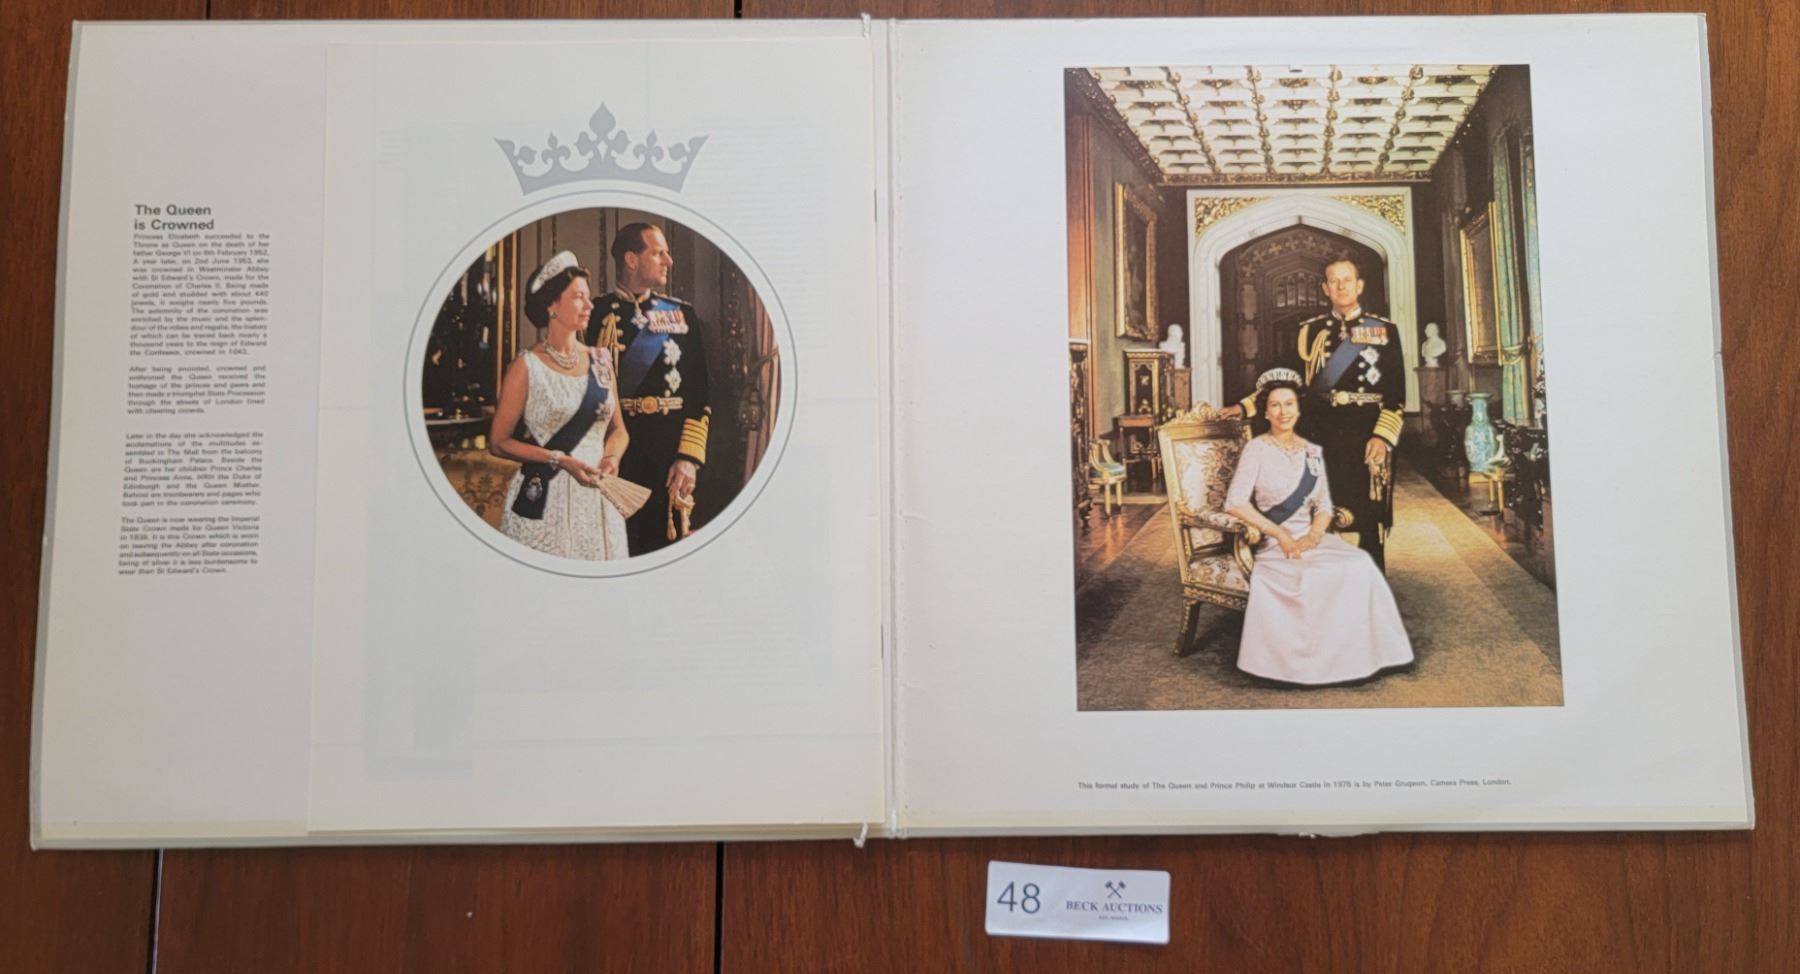 The Queen
is Crowned
Princess Elizabeth succeeded to the
Throne as Queen on the death of her
father George VI on 6th February 1952.
A year later, on 2nd June 1953, she
was crowned in Westminster Abbey
with St Edward's Crown, made for the
Coronation of Charles II. Being made
of gold and studded with about 440
jewels, it weighs nearly five pounds.
The solemnity of the coronation was
enriched by the music and the splen-
dour of the robes and regalia, the history
of which can be traced back nearly a
thousand years to the reign of Edward
the Confessor, crowned in 1043.
After being anointed, crowned and
enthroned the Queen received the
homage of the princes and peers and
then made a triumphal State Procession
through the streets of London lined
with cheering crowds.
Later in the day she acknowledged the
acclamations of the multitudes as-
sembled in The Mall from the balcony
of Buckingham Palace. Beside the
Queen are her children Prince Charles
and Princess Anne, HRH the Duke of
Edinburgh and the Queen Mother.
Behind are trainbearers and pages who
took part in the coronation ceremony.
The Queen is now wearing the Imperial
State Crown made for Queen Victoria
in 1838. It is this Crown which is worn
on leaving the Abbey after coronation
and subsequently on all State occasions,
being of silver it is less burdensome to
wear than St Edward's Crown.
This formal study of The Queen and Prince Philip at Windsor Castle in 1976 is by Peter Grugeon, Camera Press, London.
48
BECK AUCTIONS